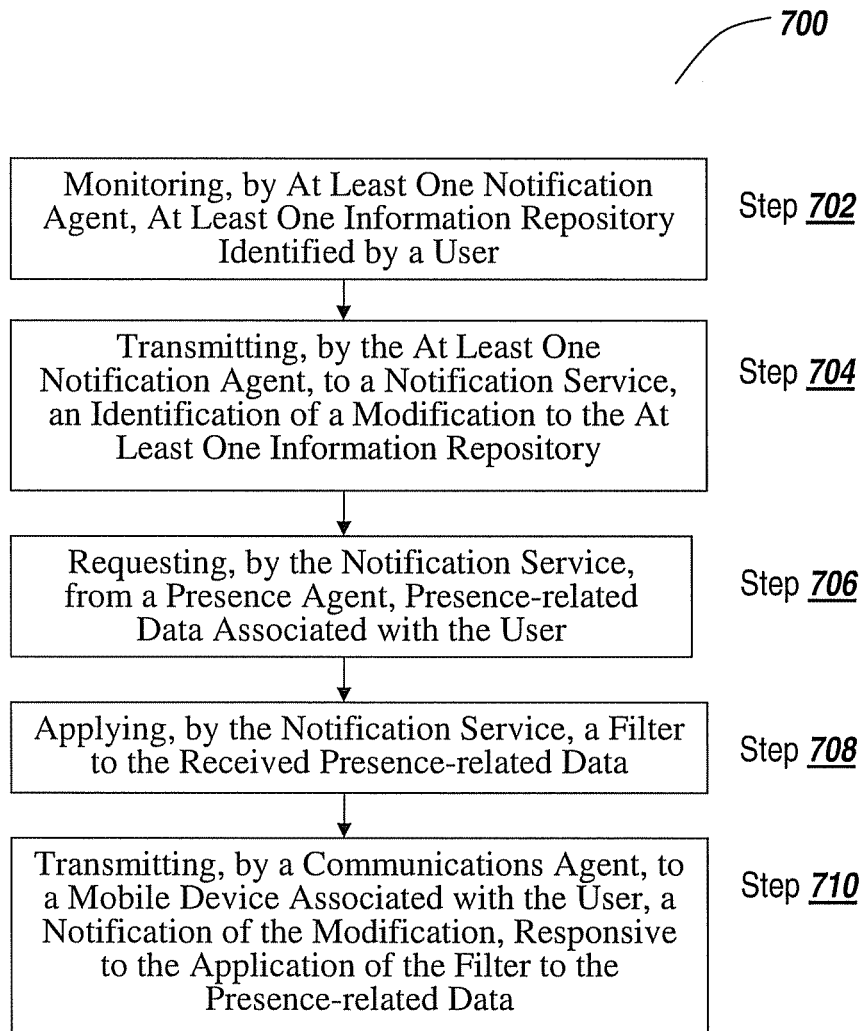 700
Monitoring, by At Least One Notification
Agent, At Least One Information Repository
Identified by a User
Step 702
Transmitting, by the At Least One
Notification Agent, to a Notification Service,
an Identification of a Modification to the At
Least One Information Repository
Step 704
Requesting, by the Notification Service,
from a Presence Agent, Presence-related
Data Associated with the User
Step 706
Applying, by the Notification Service, a Filter
to the Received Presence-related Data
Step 708
Transmitting, by a Communications Agent, to
a Mobile Device Associated with the User, a
Notification of the Modification, Responsive
to the Application of the Filter to the
Presence-related Data
Step 710